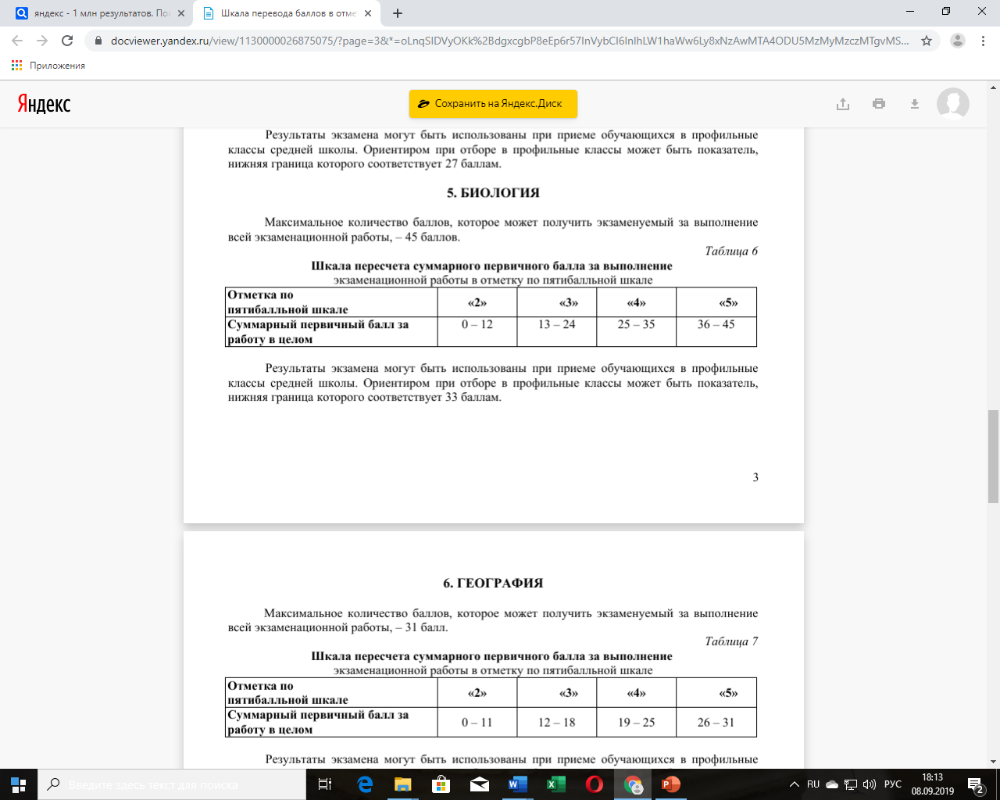 яндекс - 1 млн результатов. По
Шкала перевода баллов в отме
docviewer.yandex.ru/view/1130000026875075/?page=3&*=oLnqSIDVyOKk%2BdgxcgbP8eEp6r57InVybCI6InlhLW1haWw6Ly8xNzAwMTA4ODU5MzMyMzczMTgvMS...
Приложения
Яндекс
Сохранить на Яндекс.Диск
Результаты экзамена могут быть использованы при приеме обучающихся в профильные
классы средней школы. Ориентиром при отборе в профильные классы может быть показатель,
нижняя граница которого соответствует 27 баллам.
5. БИОЛОГИЯ
Максимальное количество баллов, которое может получить экзаменуемый за выполнение
всей экзаменационной работы, – 45 баллов.
Таблица 6
Шкала пересчета суммарного первичного балла за выполнение
экзаменационной работы в отметку по пятибалльной шкале
Отметка по
пятибалльной шкале
«2» «3» «4» «5»
Суммарный первичный балл за
работу в целом
0 – 12 13 – 24 25 – 35 36 – 45
Результаты экзамена могут быть использованы при приеме обучающихся в профильные
классы средней школы. Ориентиром при отборе в профильные классы может быть показатель,
нижняя граница которого соответствует 33 баллам.
3
6. ГЕОГРАФИЯ
Максимальное количество баллов, которое может получить экзаменуемый за выполнение
всей экзаменационной работы, – 31 балл.
Таблица 7
Шкала пересчета суммарного первичного балла за выполнение
экзаменационной работы в отметку по пятибалльной шкале
Отметка по
пятибалльной шкале
«2» «3» «4» «5»
Суммарный первичный балл за
работу в целом
0 – 11 12 – 18 19 – 25 26 – 31
Результаты экзамена могут быть использованы при приеме обучающихся в профильные
Введите здесь текст для поиска
RU
РУС
18:13
08.09.2019
2